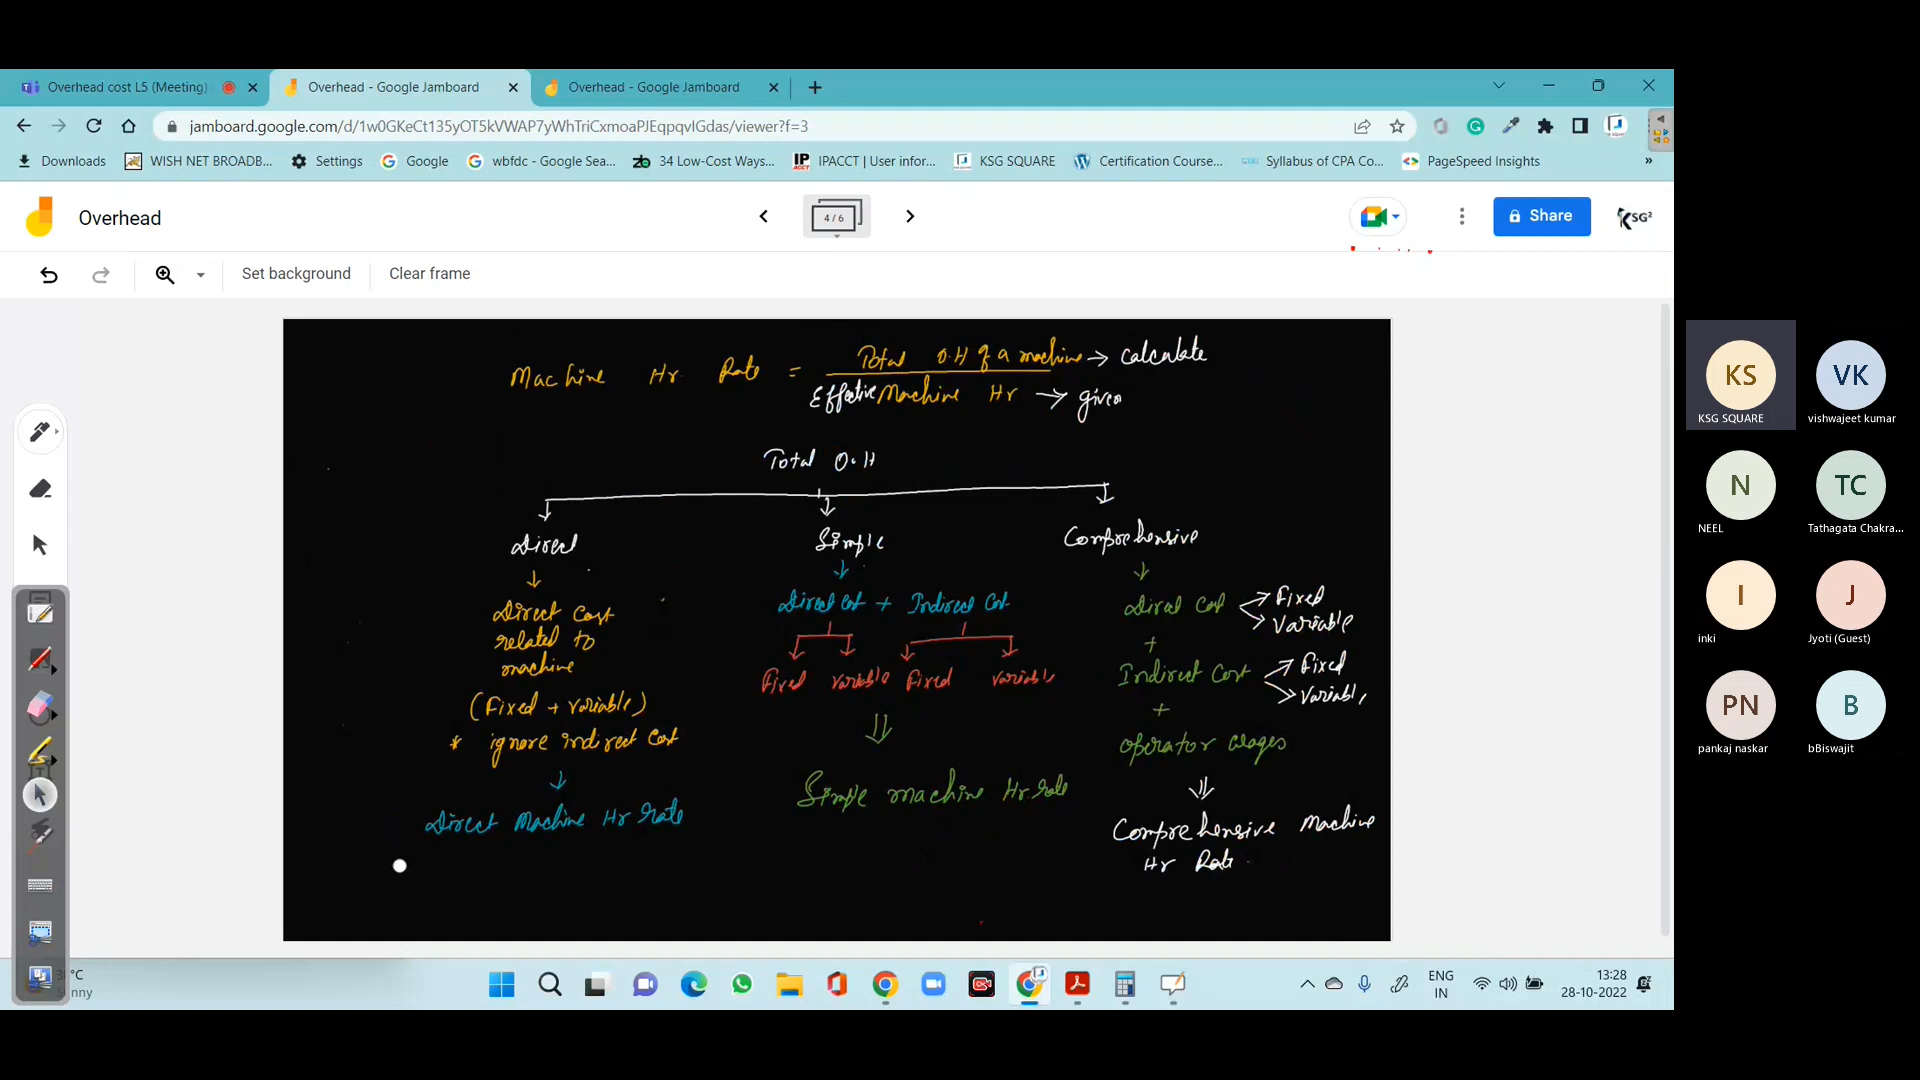 Overhead cost L5 (Meeting)
Overhead - Google Jamboard
Overhead - Google Jamboard
jamboard.google.com/d/1w0GKeCt135yOT5kVWAP7yWhTriCxmoaPJEqpqvIGdas/viewer?f=3
Downloads WISH NET BROADB... Settings Google wbfdc - Google Sea... 34 Low-Cost Ways... IPACCT | User infor... KSG SQUARE Certification Course... Syllabus of CPA Co... PageSpeed Insights »
Overhead
4 / 6
Share
KSG²
Set background Clear frame
Machine Hr Rate = Total O.H of a machine → calculate
Effective Machine Hr → given
Total O.H
Direct Simple Comprehensive
Direct Cost related to machine
(Fixed + variable)
* ignore indirect cost
Direct Machine Hr Rate
Direct Cost + Indirect Cost
Fixed variable Fixed variable
Simple machine Hr rate
Direct Cost Fixed Variable
+
Indirect Cost Fixed Variable
+
operator wages
Comprehensive Machine
Hr Rate
KS
KSG SQUARE
VK
vishwajeet kumar
N
NEEL
TC
Tathagata Chakra...
I
inki
J
Jyoti (Guest)
PN
pankaj naskar
B
bBiswajit
ENG
IN
13:28
28-10-2022